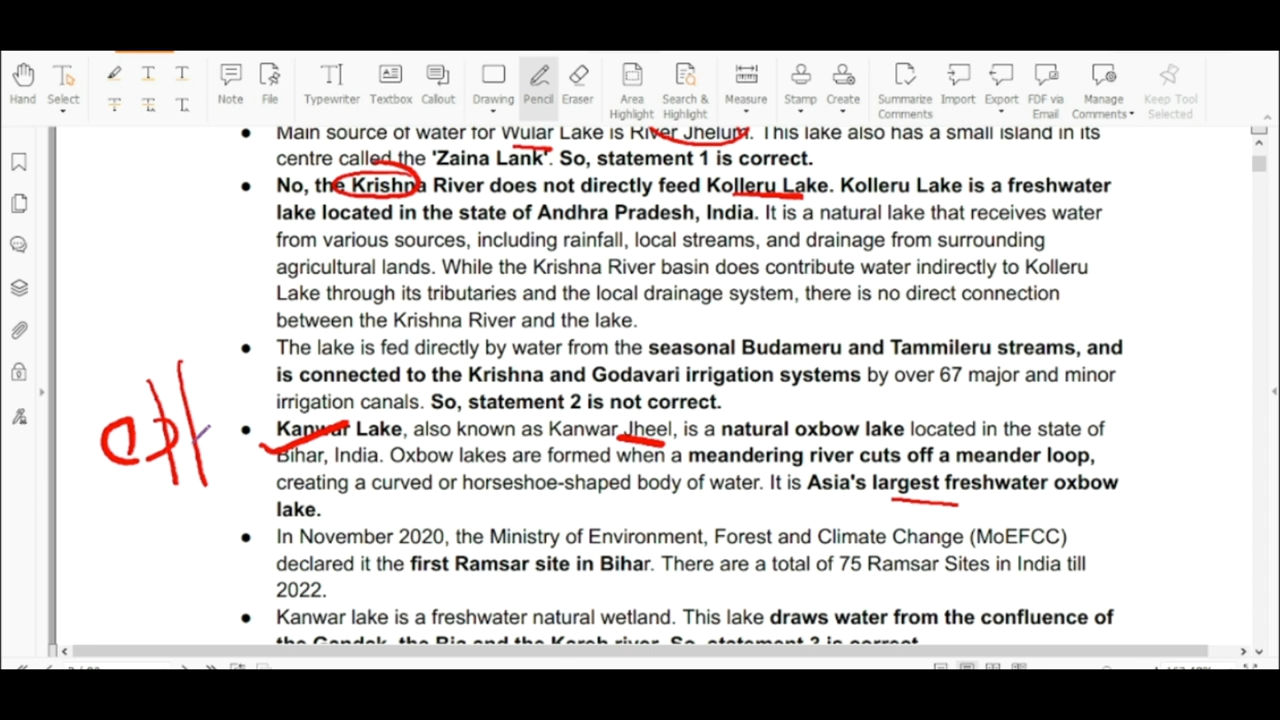 Hand
Select
Note
File
Typewriter
Textbox
Callout
Drawing
Pencil
Eraser
Area
Highlight
Search &
Highlight
Measure
Stamp
Create
Summarize
Comments
Import
Export
FDF via
Email
Manage
Comments
Keep Tool
Selected
● Main source of water for Wular Lake is River Jhelum. This lake also has a small island in its
centre called the 'Zaina Lank'. So, statement 1 is correct.
● No, the Krishna River does not directly feed Kolleru Lake. Kolleru Lake is a freshwater
lake located in the state of Andhra Pradesh, India. It is a natural lake that receives water
from various sources, including rainfall, local streams, and drainage from surrounding
agricultural lands. While the Krishna River basin does contribute water indirectly to Kolleru
Lake through its tributaries and the local drainage system, there is no direct connection
between the Krishna River and the lake.
● The lake is fed directly by water from the seasonal Budameru and Tammileru streams, and
is connected to the Krishna and Godavari irrigation systems by over 67 major and minor
irrigation canals. So, statement 2 is not correct.
● Kanwar Lake, also known as Kanwar Jheel, is a natural oxbow lake located in the state of
Bihar, India. Oxbow lakes are formed when a meandering river cuts off a meander loop,
creating a curved or horseshoe-shaped body of water. It is Asia's largest freshwater oxbow
lake.
● In November 2020, the Ministry of Environment, Forest and Climate Change (MoEFCC)
declared it the first Ramsar site in Bihar. There are a total of 75 Ramsar Sites in India till
2022.
● Kanwar lake is a freshwater natural wetland. This lake draws water from the confluence of
the Gandak, the Bia and the Kareh river. So, statement 3 is correct.